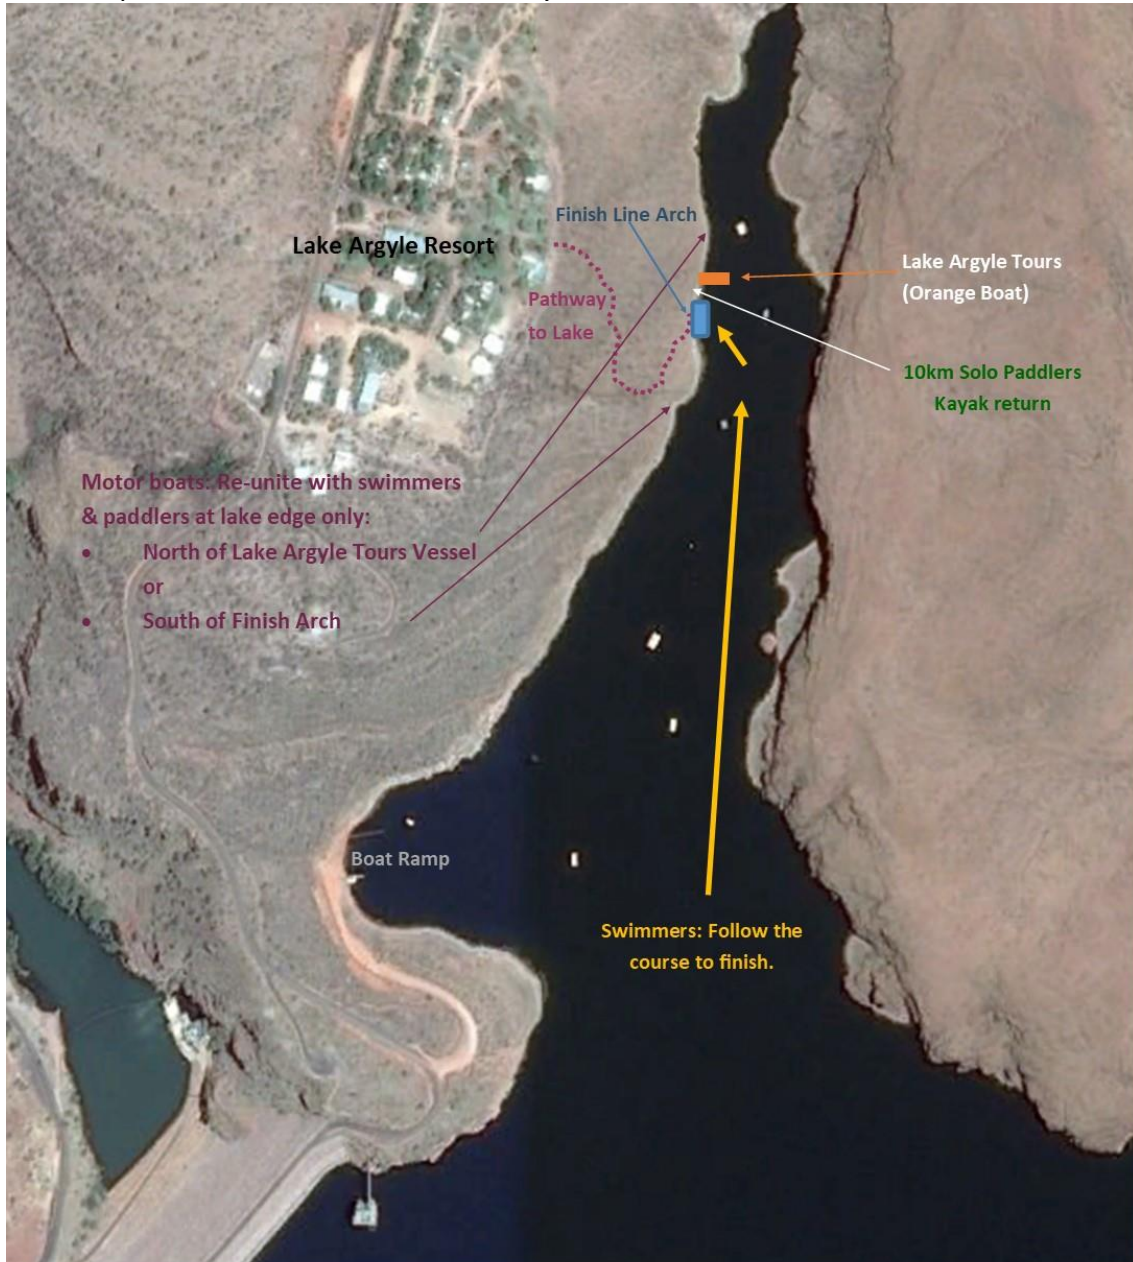 Finish Line Arch
Lake Argyle Resort
Lake Argyle Tours
(Orange Boat)
Pathway
to Lake
10km Solo Paddlers
Kayak return
Motor boats: Re-unite with swimmers
& paddlers at lake edge only:
• North of Lake Argyle Tours Vessel
or
• South of Finish Arch
Boat Ramp
Swimmers: Follow the
course to finish.